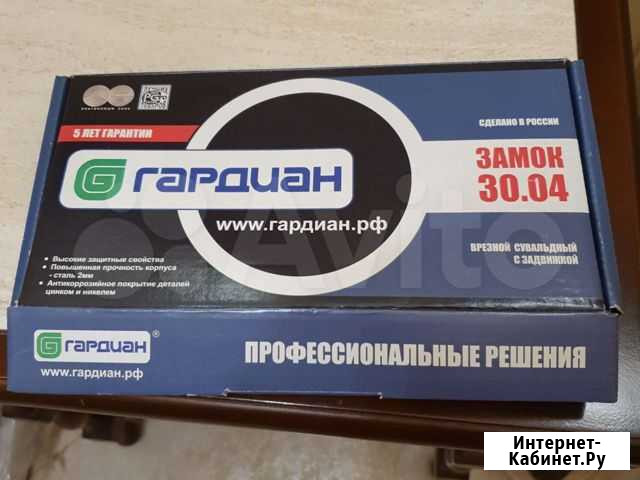 5 ЛЕТ ГАРАНТИИ
СДЕЛАНО В РОССИИ
ГАРДИАН
www.гардиан.рф
ЗАМОК
30.04
ВРЕЗНОЙ СУВАЛЬДНЫЙ
С ЗАДВИЖКОЙ
• Высокие защитные свойства
• Повышенная прочность корпуса
- сталь 2мм
• Антикоррозийное покрытие деталей
цинком и никелем
ГАРДИАН®
www.гардиан.рф
ПРОФЕССИОНАЛЬНЫЕ РЕШЕНИЯ
Avito
Интернет-
Кабинет.Ру